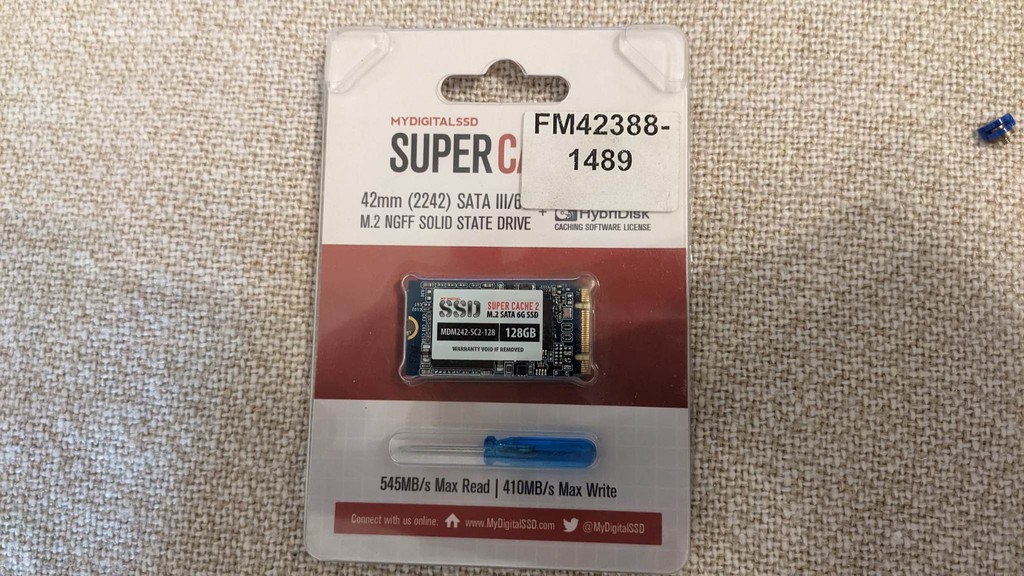 MYDIGITALSSD
SUPER CA
FM42388-
1489
42mm (2242) SATA III/6
M.2 NGFF SOLID STATE DRIVE
+ HybriDisk
CACHING SOFTWARE LICENSE
SSD
SUPER CACHE 2
M.2 SATA 6G SSD
MDM242-SC2-128
128GB
WARRANTY VOID IF REMOVED
545MB/s Max Read | 410MB/s Max Write
Connect with us online: www.MyDigitalSSD.com @MyDigitalSSD